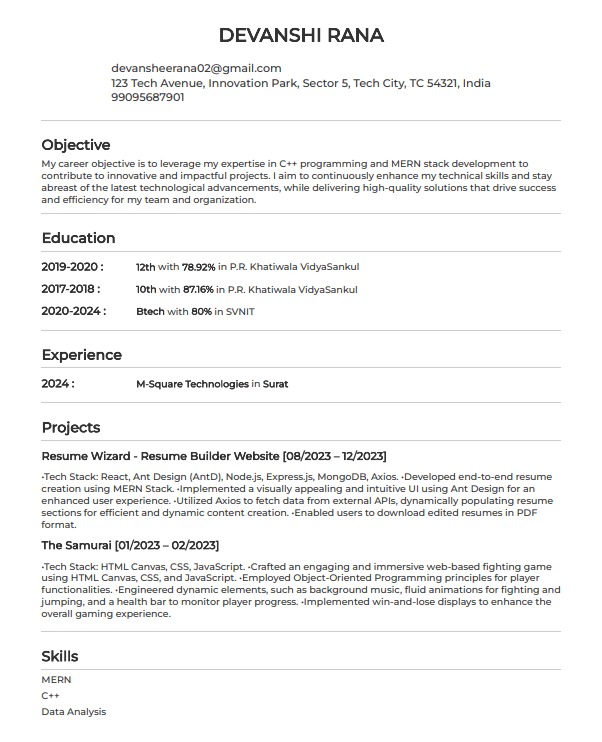 DEVANSHI RANA
devansheerana02@gmail.com
123 Tech Avenue, Innovation Park, Sector 5, Tech City, TC 54321, India
99095687901
Objective
My career objective is to leverage my expertise in C++ programming and MERN stack development to
contribute to innovative and impactful projects. I aim to continuously enhance my technical skills and stay
abreast of the latest technological advancements, while delivering high-quality solutions that drive success
and efficiency for my team and organization.
Education
2019-2020 : 12th with 78.92% in P.R. Khatiwala VidyaSankul
2017-2018 : 10th with 87.16% in P.R. Khatiwala VidyaSankul
2020-2024 : Btech with 80% in SVNIT
Experience
2024 : M-Square Technologies in Surat
Projects
Resume Wizard - Resume Builder Website [08/2023 – 12/2023]
•Tech Stack: React, Ant Design (AntD), Node.js, Express.js, MongoDB, Axios. •Developed end-to-end resume
creation using MERN Stack. •Implemented a visually appealing and intuitive UI using Ant Design for an
enhanced user experience. •Utilized Axios to fetch data from external APIs, dynamically populating resume
sections for efficient and dynamic content creation. •Enabled users to download edited resumes in PDF
format.
The Samurai [01/2023 – 02/2023]
•Tech Stack: HTML Canvas, CSS, JavaScript. •Crafted an engaging and immersive web-based fighting game
using HTML Canvas, CSS, and JavaScript. •Employed Object-Oriented Programming principles for player
functionalities. •Engineered dynamic elements, such as background music, fluid animations for fighting and
jumping, and a health bar to monitor player progress. •Implemented win-and-lose displays to enhance the
overall gaming experience.
Skills
MERN
C++
Data Analysis